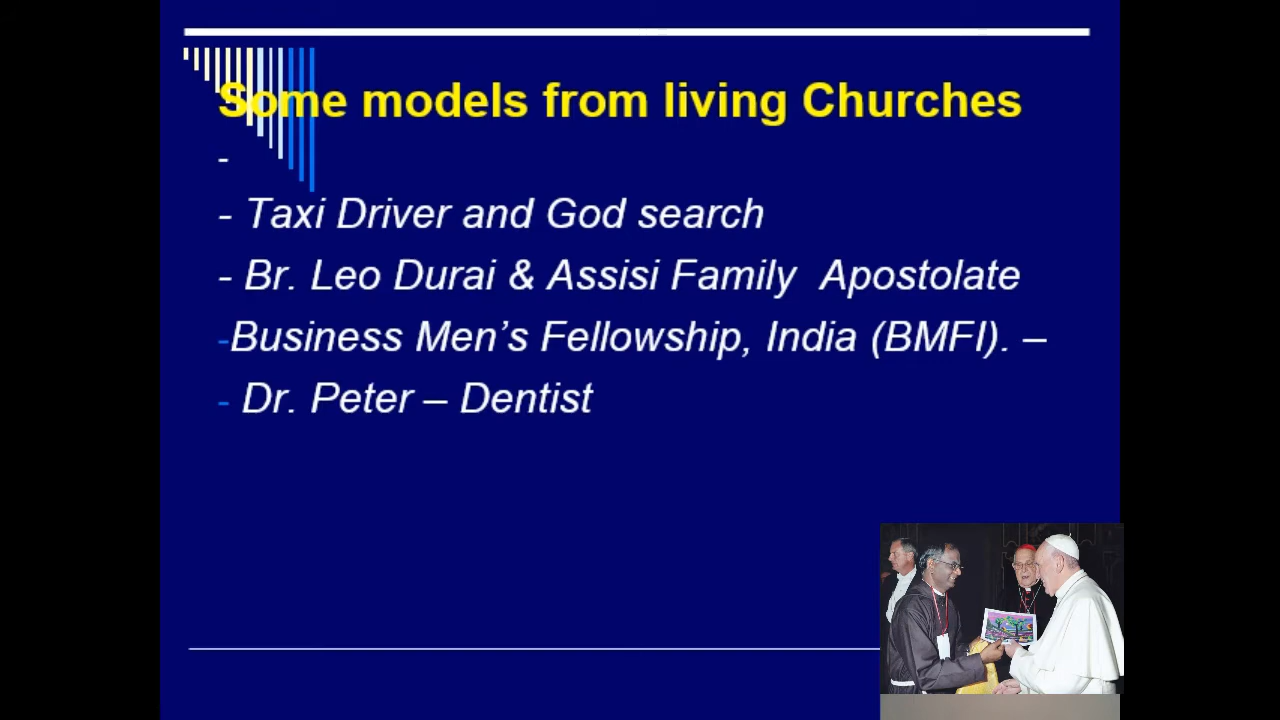 Some models from living Churches
-
- Taxi Driver and God search
- Br. Leo Durai & Assisi Family Apostolate
-Business Men’s Fellowship, India (BMFI). –
- Dr. Peter – Dentist